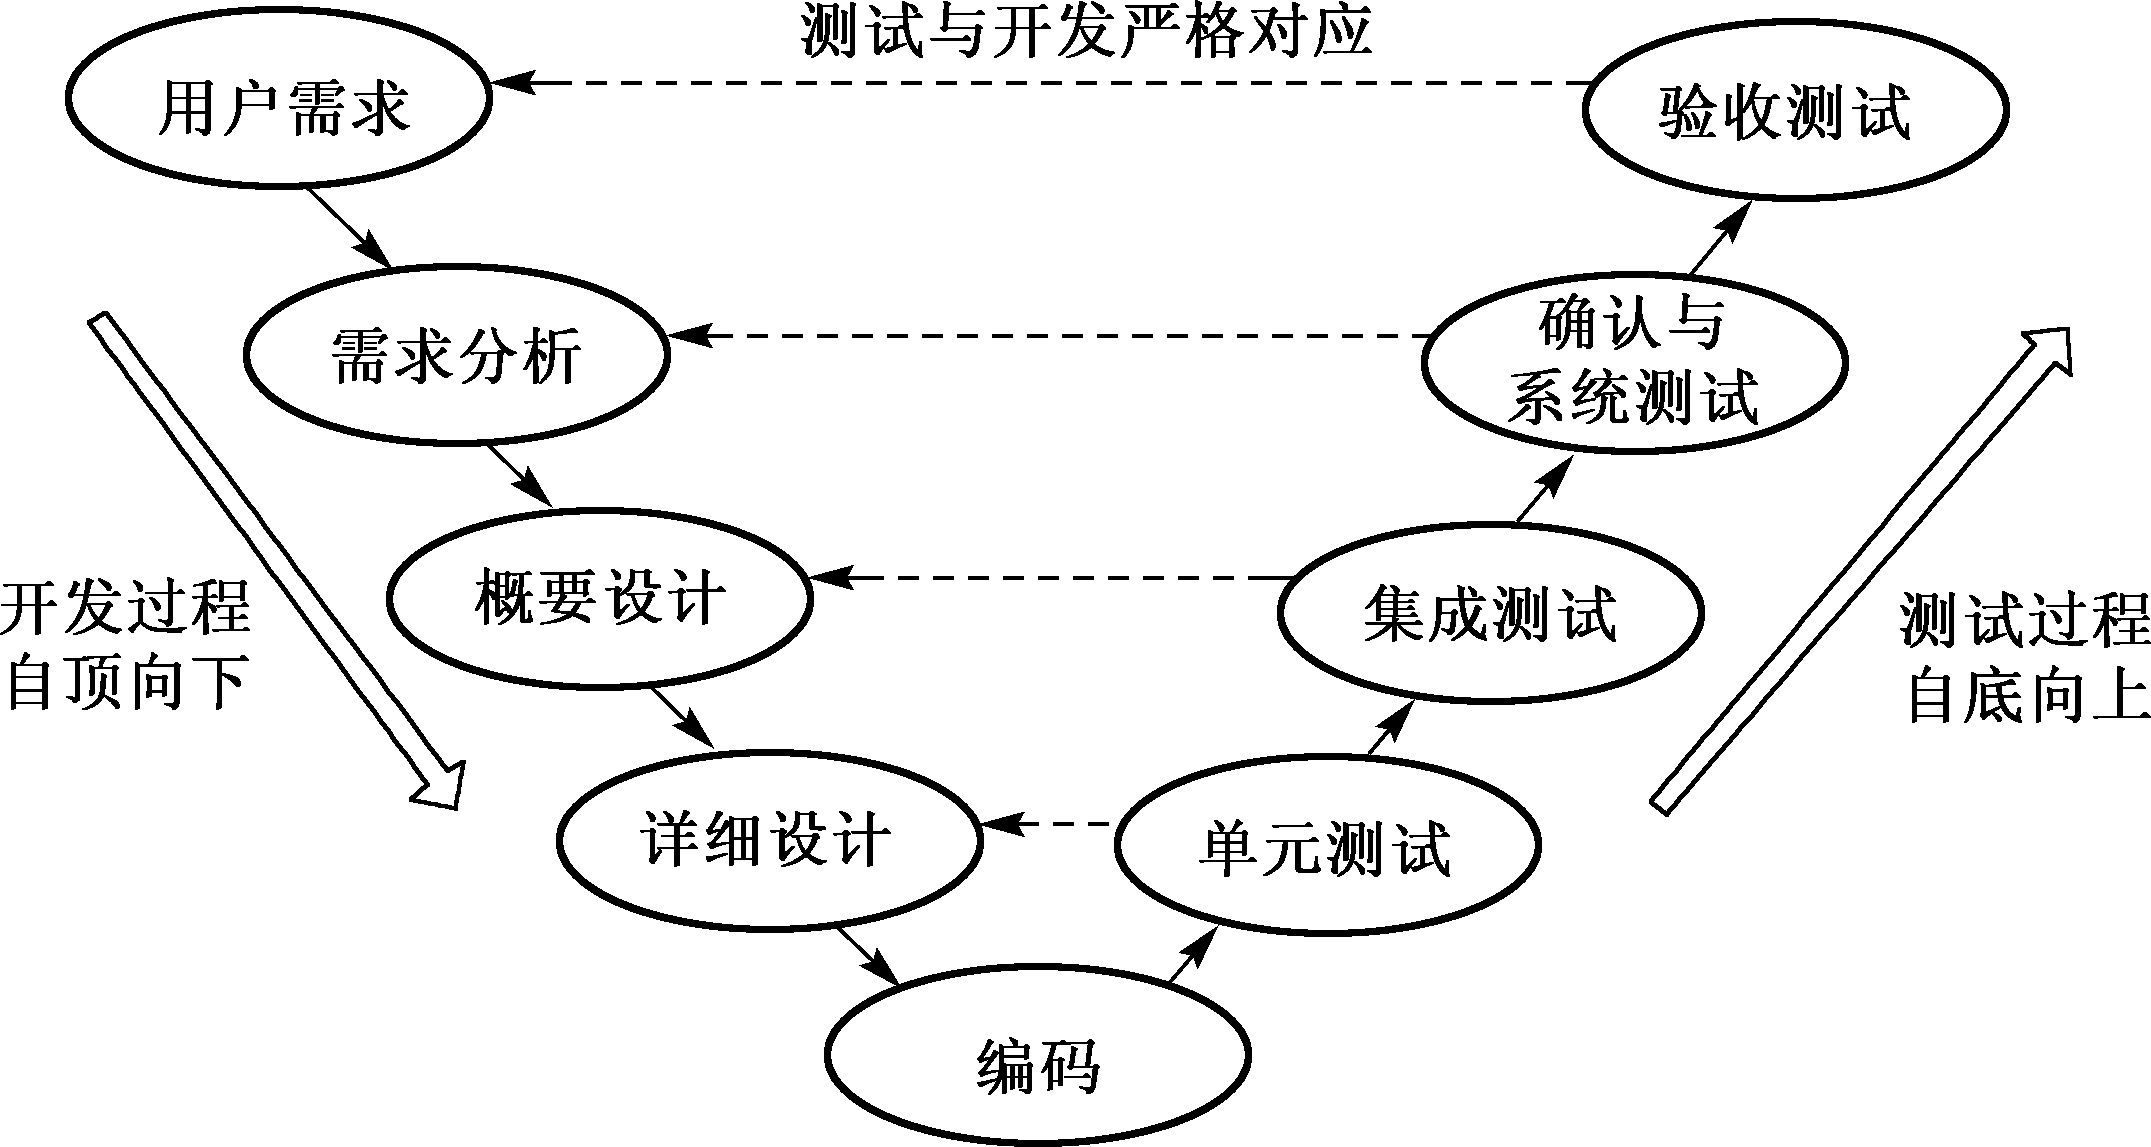 测试与开发严格对应
用户需求
验收测试
需求分析
确认与
系统测试
概要设计
集成测试
开发过程
自顶向下
测试过程
自底向上
详细设计
单元测试
编码